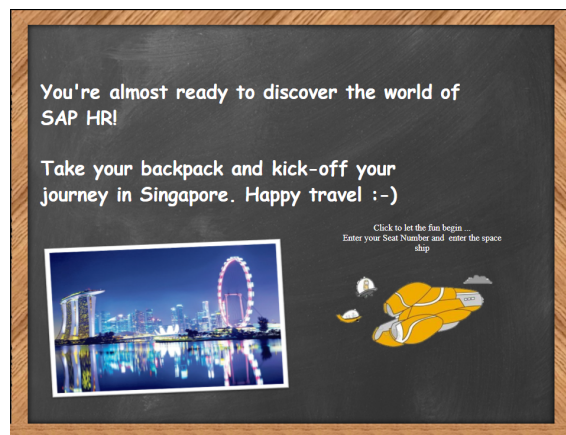 You're almost ready to discover the world of
SAP HR!
Take your backpack and kick-off your
journey in Singapore. Happy travel :-)
Click to let the fun begin ...
Enter your Seat Number and enter the space
ship